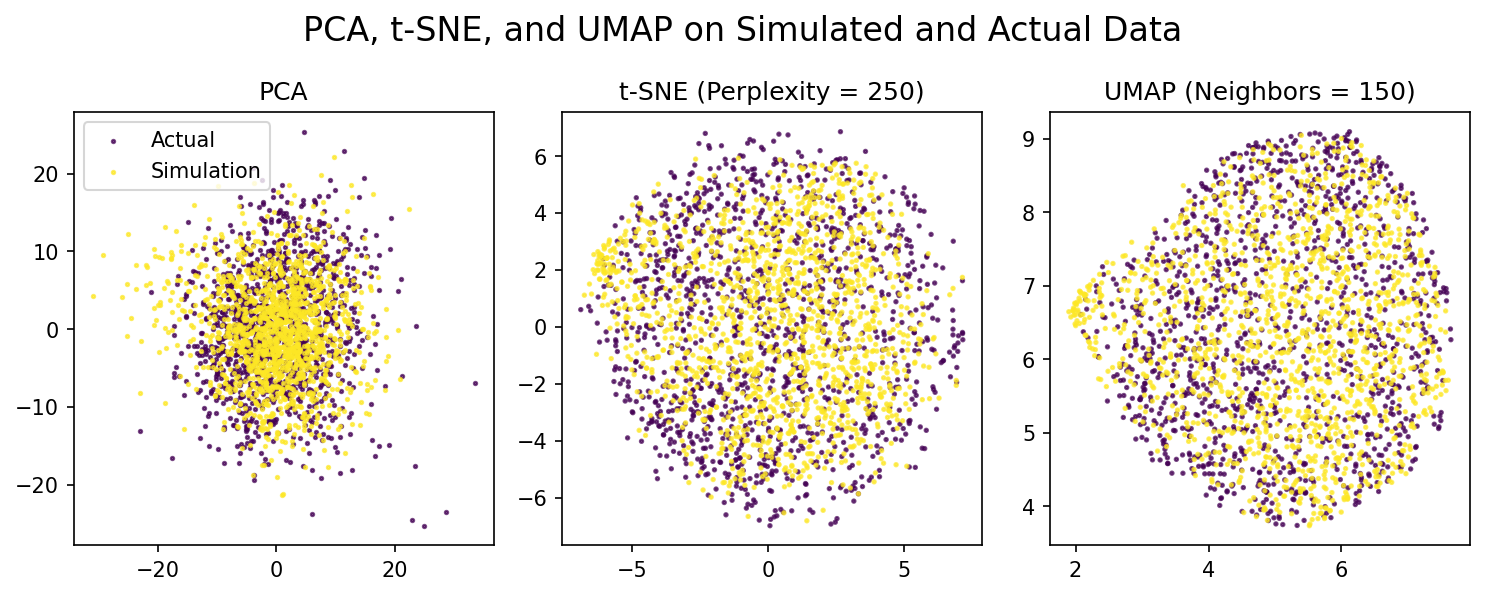 PCA, t-SNE, and UMAP on Simulated and Actual Data
PCA
Actual
Simulation
20
10
0
−10
−20
−20 0 20
t-SNE (Perplexity = 250)
6
4
2
0
−2
−4
−6
−5 0 5
UMAP (Neighbors = 150)
9
8
7
6
5
4
2 4 6